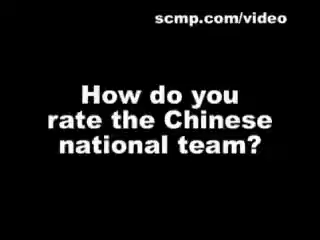 scmp.com/video
How do you
rate the Chinese
national team?